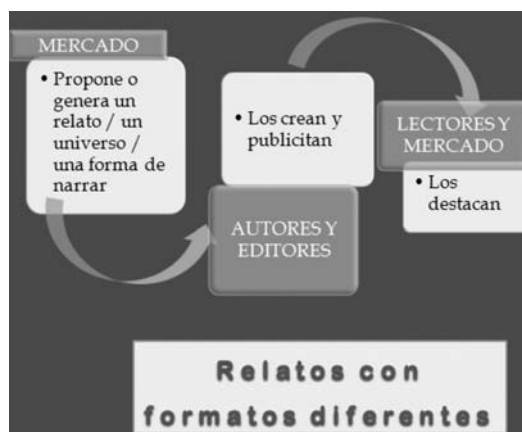 MERCADO
• Propone o
genera un
relato / un
universo /
una forma de
narrar
• Los crean y
publicitan
AUTORES Y
EDITORES
LECTORES Y
MERCADO
• Los
destacan
Relatos con
formatos diferentes